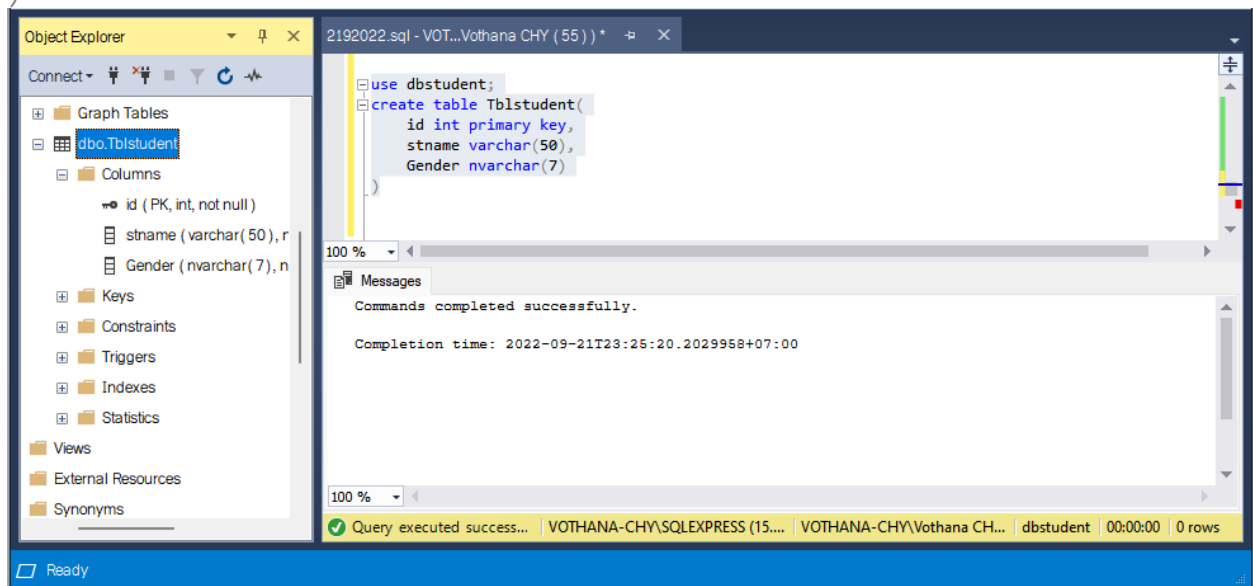 Object Explorer
Connect
Graph Tables
dbo.Tblstudent
Columns
id ( PK, int, not null )
stname ( varchar( 50 ), r
Gender ( nvarchar( 7 ), n
Keys
Constraints
Triggers
Indexes
Statistics
Views
External Resources
Synonyms
2192022.sql - VOT...Vothana CHY ( 55 ) ) *
use dbstudent;
create table Tblstudent(
id int primary key,
stname varchar(50),
Gender nvarchar(7)
)
100 %
Messages
Commands completed successfully.
Completion time: 2022-09-21T23:25:20.2029958+07:00
100 %
Query executed success... VOTHANA-CHY\SQLEXPRESS (15.... VOTHANA-CHY\Vothana CH... dbstudent 00:00:00 0 rows
Ready